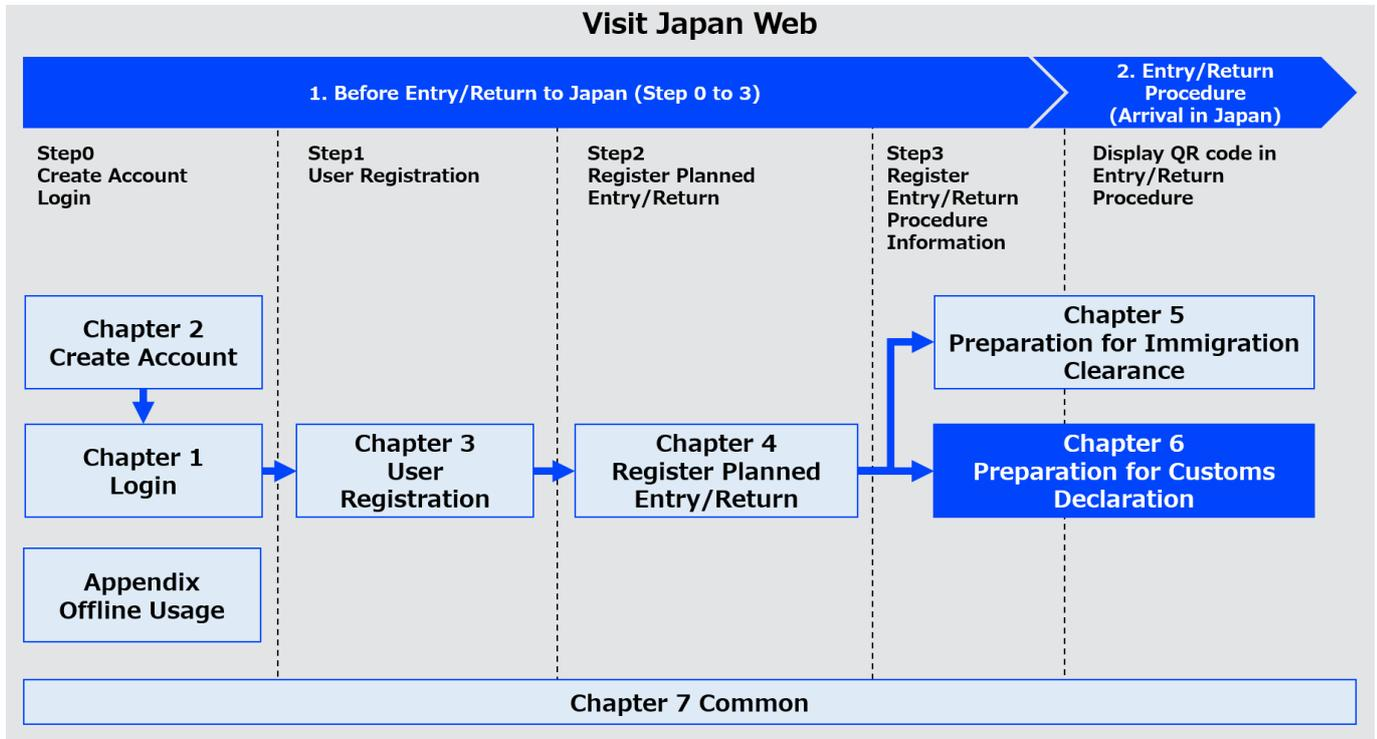 Visit Japan Web
1. Before Entry/Return to Japan (Step 0 to 3)
2. Entry/Return
Procedure
(Arrival in Japan)
Step0
Create Account
Login
Step1
User Registration
Step2
Register Planned
Entry/Return
Step3
Register
Entry/Return
Procedure
Information
Display QR code in
Entry/Return
Procedure
Chapter 2
Create Account
Chapter 5
Preparation for Immigration
Clearance
Chapter 1
Login
Chapter 3
User
Registration
Chapter 4
Register Planned
Entry/Return
Chapter 6
Preparation for Customs
Declaration
Appendix
Offline Usage
Chapter 7 Common